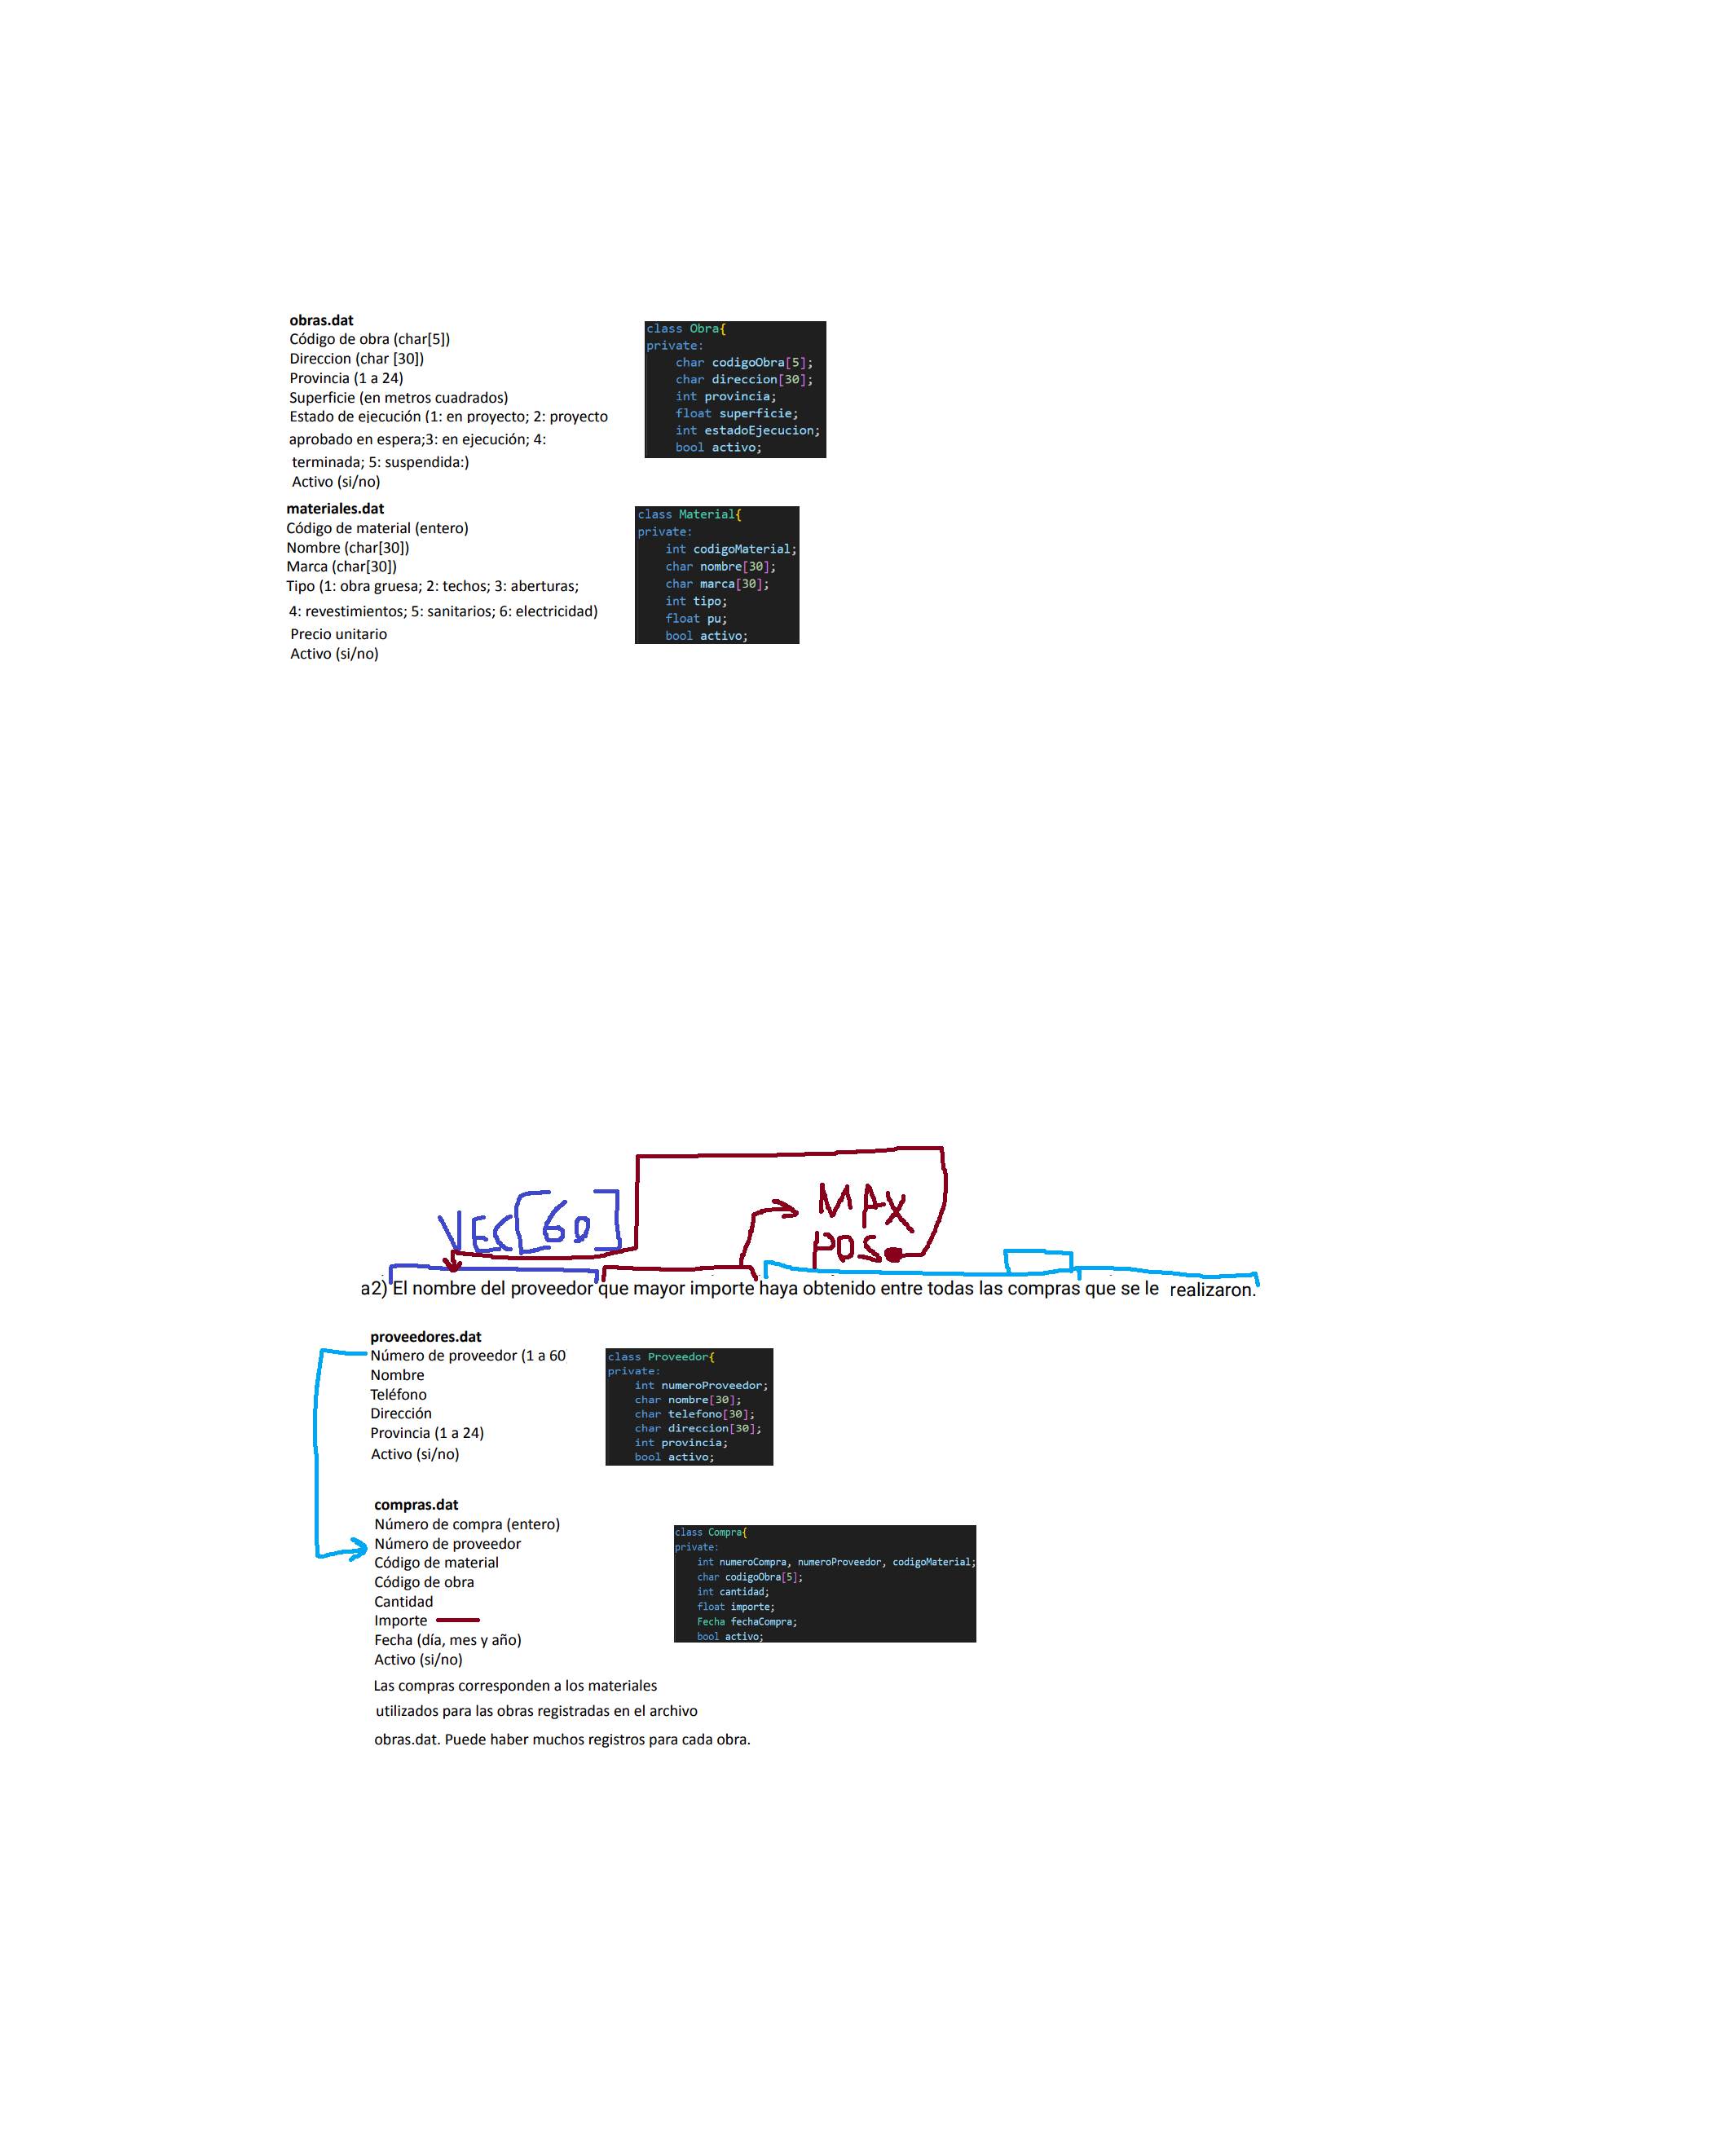 obras.dat
Código de obra (char[5])
Direccion (char [30])
Provincia (1 a 24)
Superficie (en metros cuadrados)
Estado de ejecución (1: en proyecto; 2: proyecto
aprobado en espera;3: en ejecución; 4:
terminada; 5: suspendida:)
Activo (si/no)
class Obra{
private:
char codigoObra[5];
char direccion[30];
int provincia;
float superficie;
int estadoEjecucion;
bool activo;
materiales.dat
Código de material (entero)
Nombre (char[30])
Marca (char[30])
Tipo (1: obra gruesa; 2: techos; 3: aberturas;
4: revestimientos; 5: sanitarios; 6: electricidad)
Precio unitario
Activo (si/no)
class Material{
private:
int codigoMaterial;
char nombre[30];
char marca[30];
int tipo;
float pu;
bool activo;
VEC[60]
MAX
POS
a2) El nombre del proveedor que mayor importe haya obtenido entre todas las compras que se le realizaron.
proveedores.dat
Número de proveedor (1 a 60
Nombre
Teléfono
Dirección
Provincia (1 a 24)
Activo (si/no)
class Proveedor{
private:
int numeroProveedor;
char nombre[30];
char telefono[30];
char direccion[30];
int provincia;
bool activo;
compras.dat
Número de compra (entero)
Número de proveedor
Código de material
Código de obra
Cantidad
Importe
Fecha (día, mes y año)
Activo (si/no)
Las compras corresponden a los materiales
utilizados para las obras registradas en el archivo
obras.dat. Puede haber muchos registros para cada obra.
class Compra{
private:
int numeroCompra, numeroProveedor, codigoMaterial;
char codigoObra[5];
int cantidad;
float importe;
Fecha fechaCompra;
bool activo;